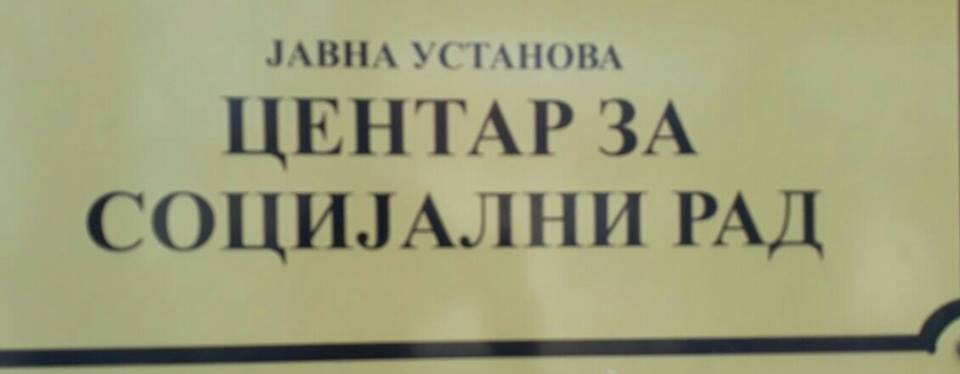 ЈАВНА УСТАНОВА
ЦЕНТАР ЗА
СОЦИЈАЛНИ РАД